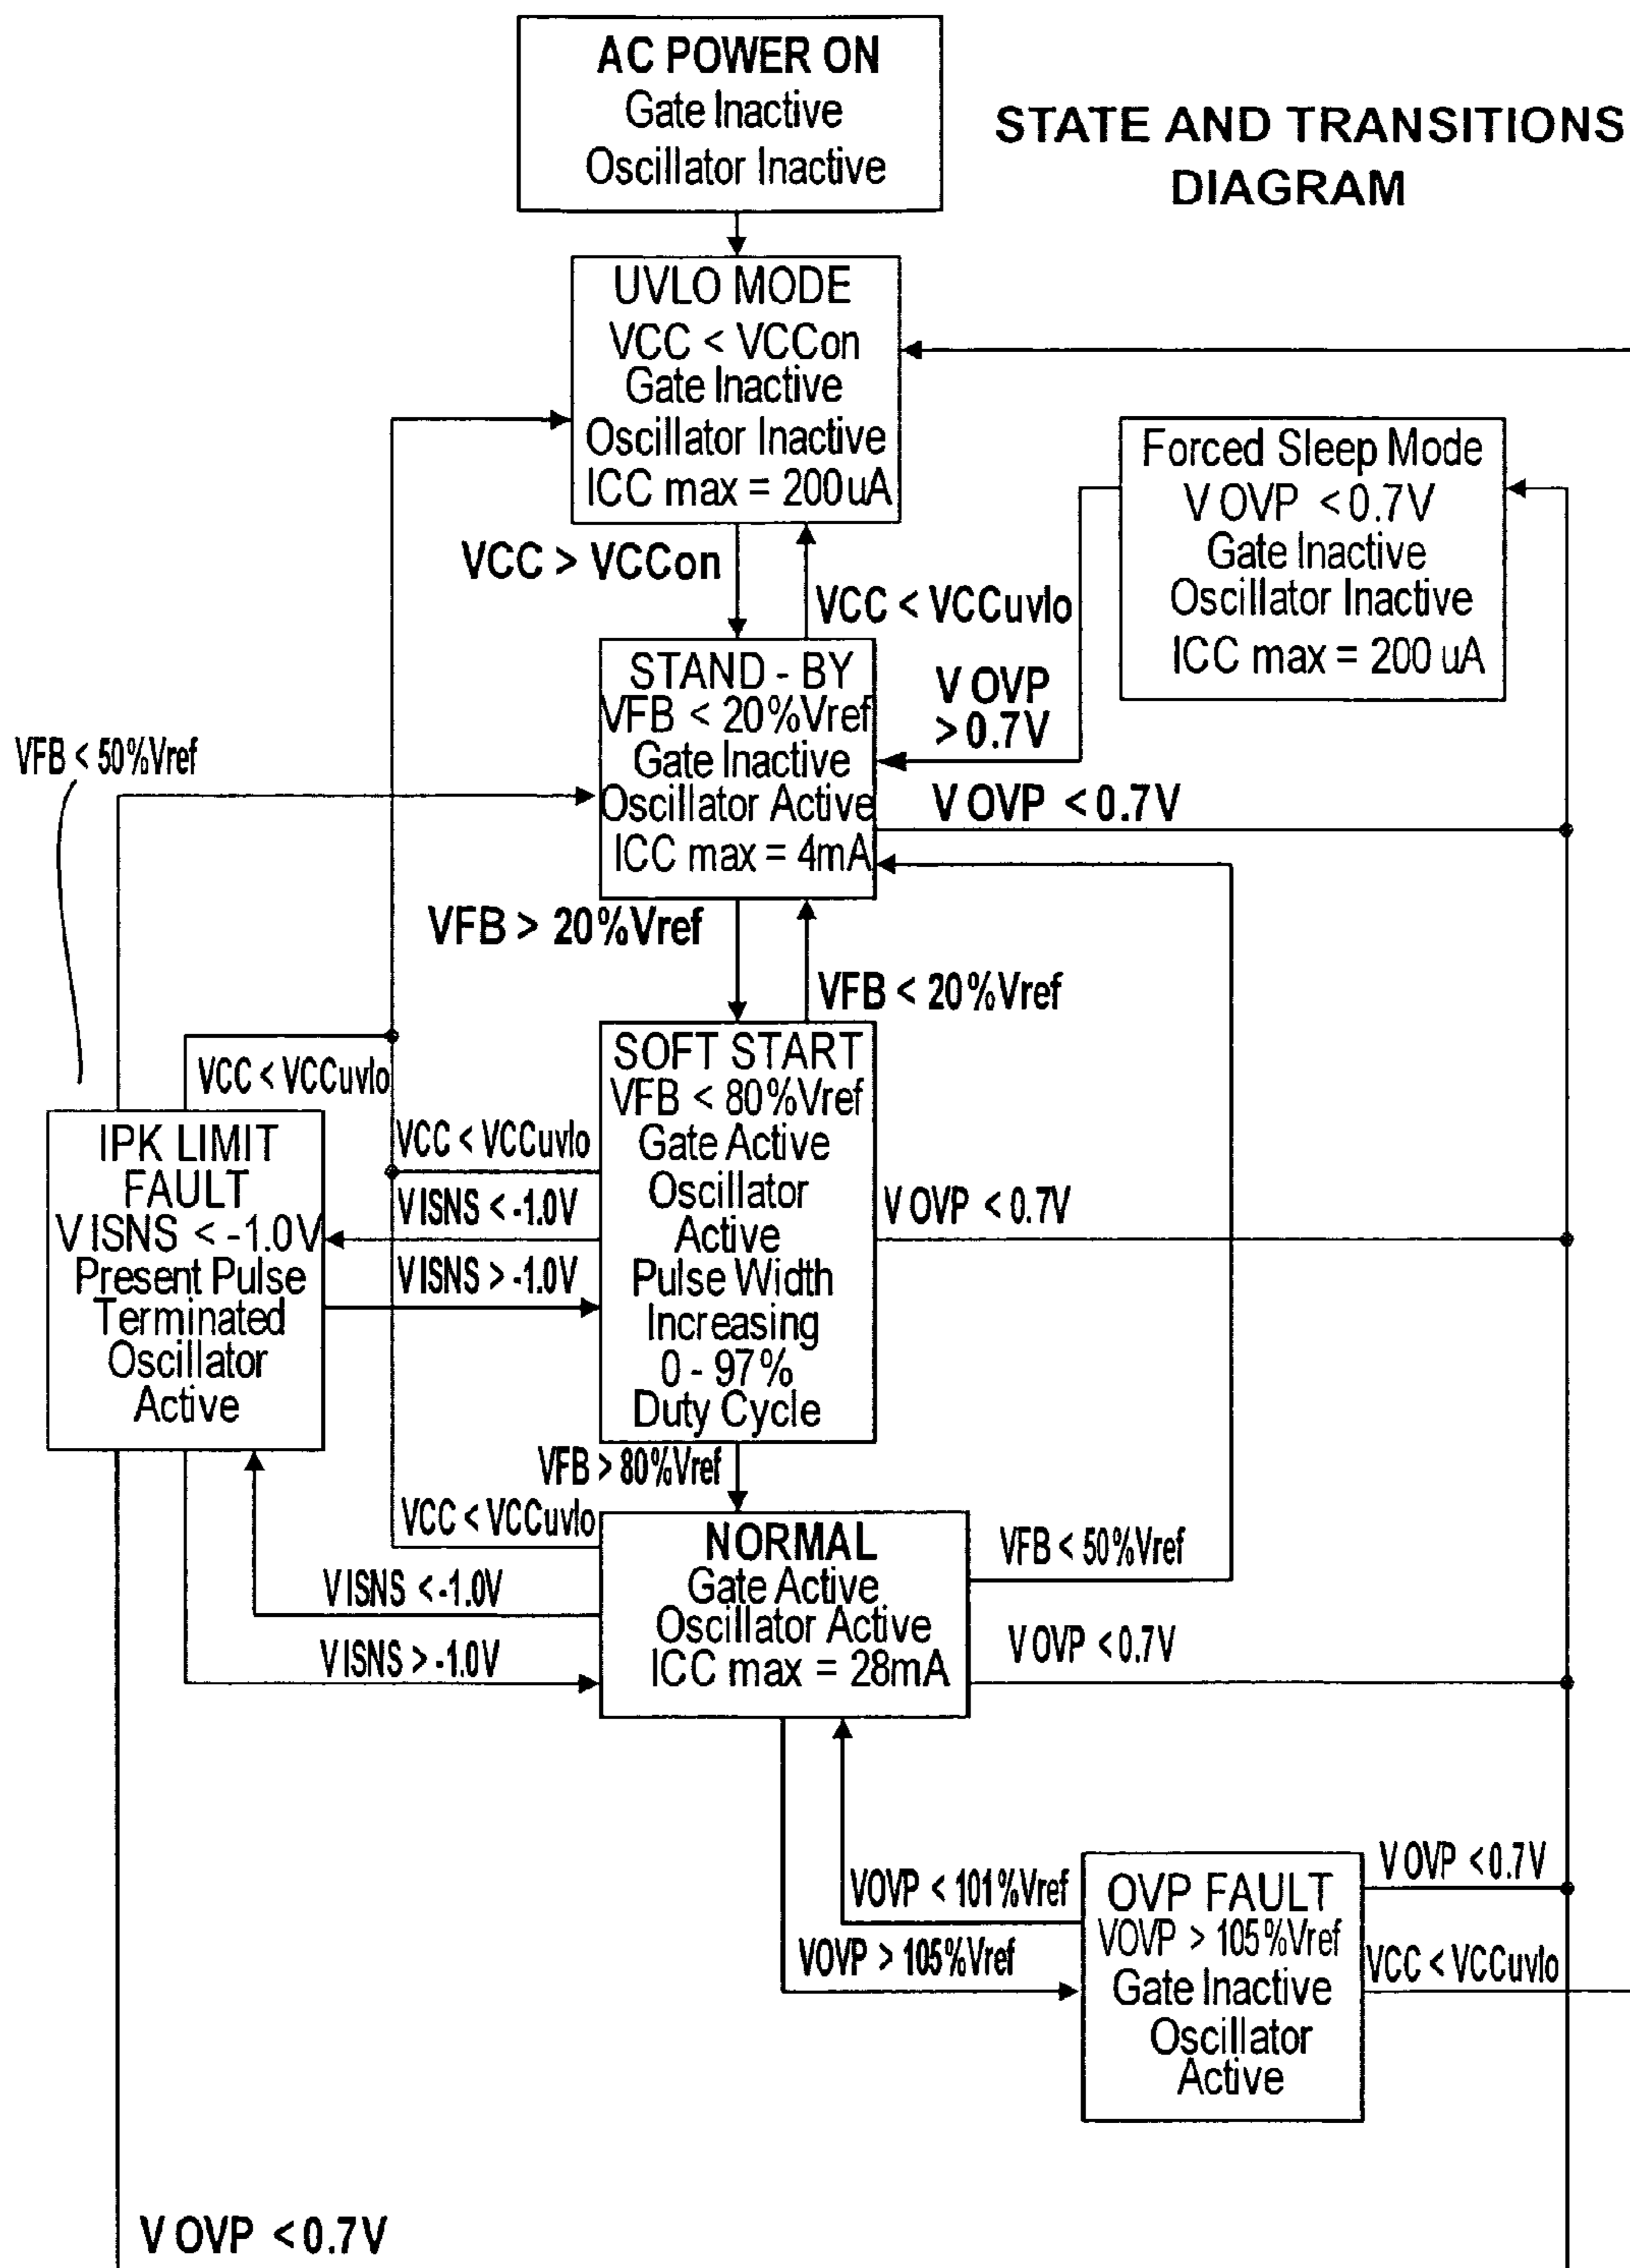 AC POWER ON
Gate Inactive
Oscillator Inactive
STATE AND TRANSITIONS
DIAGRAM
UVLO MODE
VCC < VCCon
Gate Inactive
Oscillator Inactive
ICC max = 200uA
Forced Sleep Mode
V OVP <0.7V
Gate Inactive
Oscillator Inactive
ICC max = 200 uA
VCC > VCCon
VCC < VCCuvlo
STAND - BY
VFB < 20%Vref
Gate Inactive
Oscillator Active
ICC max = 4mA
V OVP
>0.7V
V OVP <0.7V
VFB < 50%Vref
VFB > 20%Vref
VFB < 20%Vref
SOFT START
VFB < 80%Vref
Gate Active
Oscillator
Active
Pulse Width
Increasing
0 - 97%
Duty Cycle
VCC < VCCuvlo
IPK LIMIT
FAULT
V ISNS < -1.0V
Present Pulse
Terminated
Oscillator
Active
VCC < VCCuvlo
V ISNS < -1.0V
V ISNS > -1.0V
V OVP <0.7V
VFB > 80%Vref
VCC < VCCuvlo
NORMAL
Gate Active
Oscillator Active
ICC max = 28mA
VFB < 50%Vref
V ISNS < -1.0V
V ISNS > -1.0V
V OVP <0.7V
VOVP < 101%Vref
VOVP > 105%Vref
OVP FAULT
VOVP > 105%Vref
Gate Inactive
Oscillator
Active
V OVP <0.7V
VCC < VCCuvlo
V OVP <0.7V